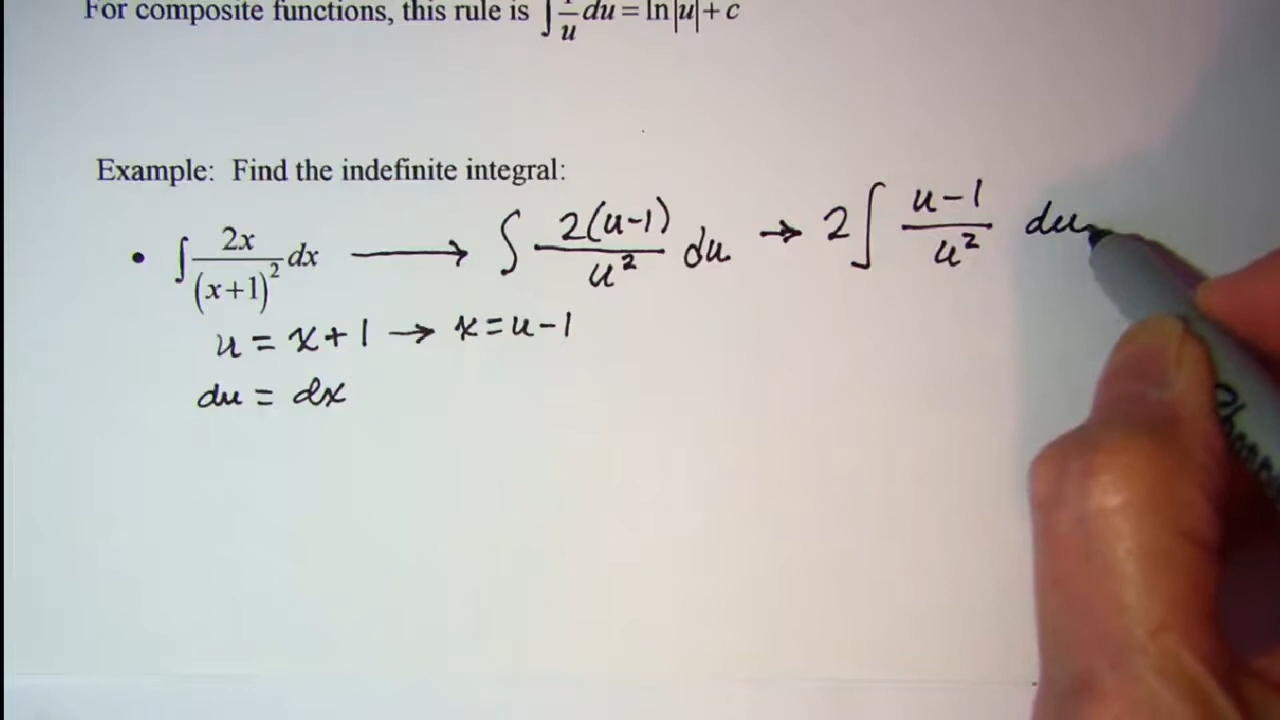 For composite functions, this rule is ∫ 1/u du = ln|u| + c
Example: Find the indefinite integral:
• ∫ 2x/(x+1)² dx → ∫ 2(u-1)/u² du → 2∫ u-1/u² du
u = x+1 → x = u-1
du = dx